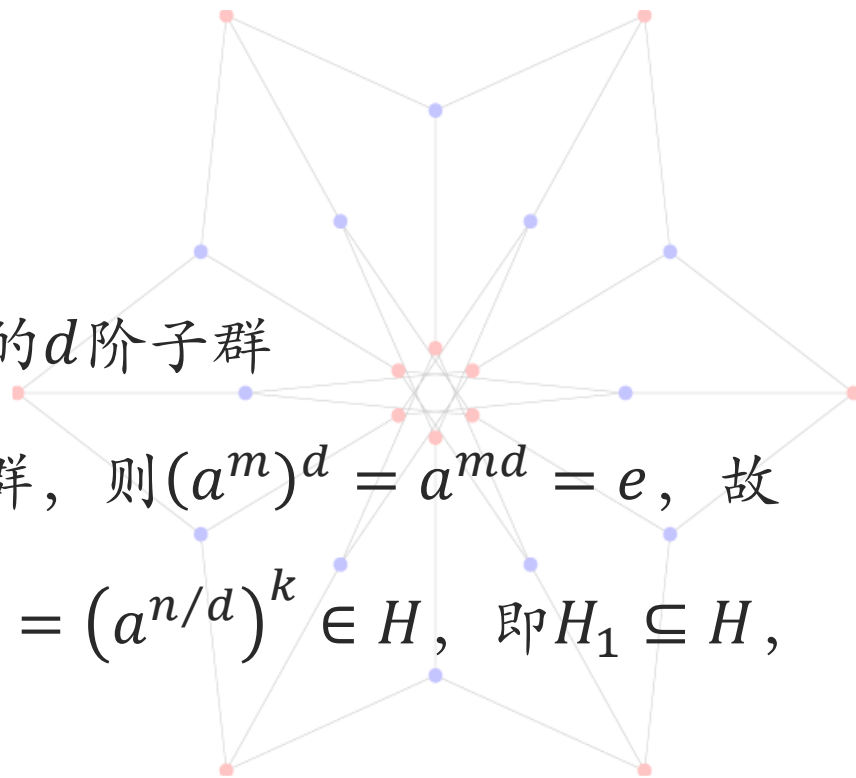 的d阶子群
群，则(a^m)^d = a^{md} = e，故
= (a^{n/d})^k ∈ H，即H_1 ⊆ H，